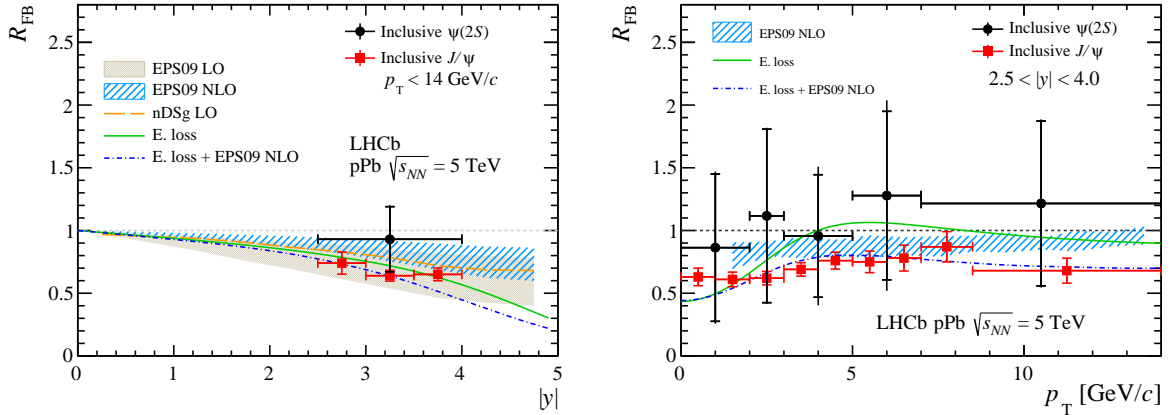 R_FB
2.5
2
1.5
1
0.5
0
0 1 2 3 4 5
|y|
EPS09 LO
EPS09 NLO
nDSg LO
E. loss
E. loss + EPS09 NLO
Inclusive ψ(2S)
Inclusive J/ψ
p_T < 14 GeV/c
LHCb
pPb √s_NN = 5 TeV
R_FB
2.5
2
1.5
1
0.5
0
0 5 10
p_T [GeV/c]
EPS09 NLO
E. loss
E. loss + EPS09 NLO
Inclusive ψ(2S)
Inclusive J/ψ
2.5 < |y| < 4.0
LHCb pPb √s_NN = 5 TeV